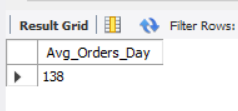 Result Grid Filter Rows:
Avg_Orders_Day
138